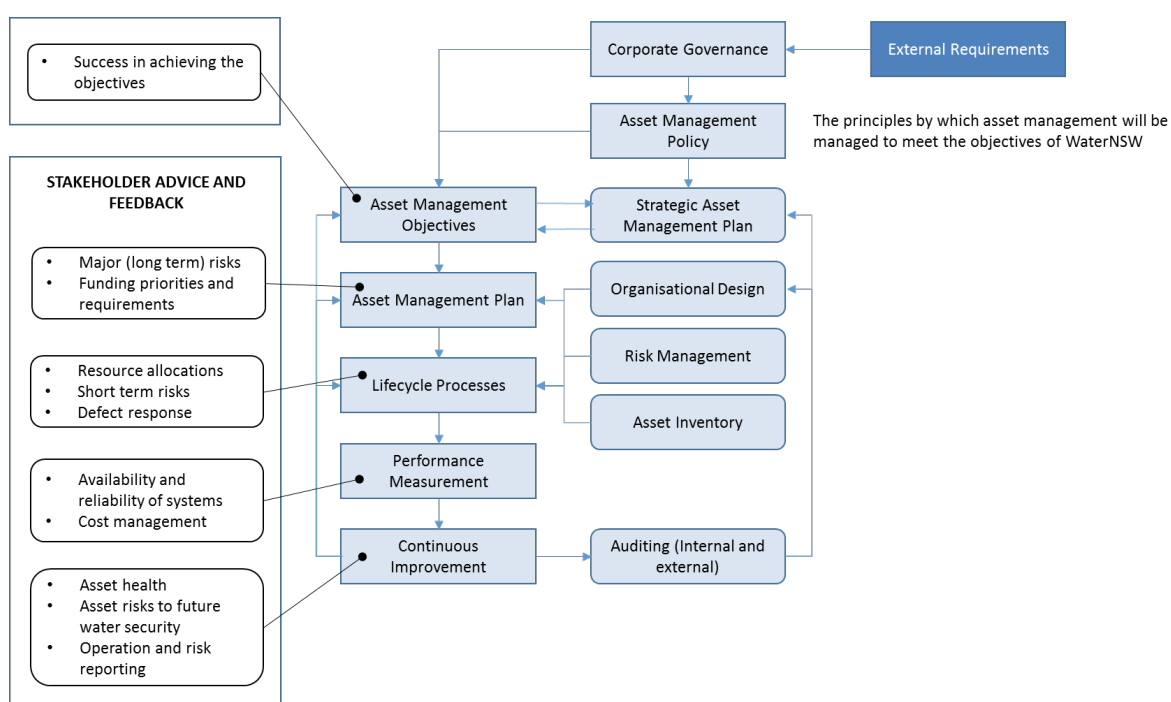 • Success in achieving the
objectives
Corporate Governance
External Requirements
Asset Management
Policy
The principles by which asset management will be
managed to meet the objectives of WaterNSW
STAKEHOLDER ADVICE AND
FEEDBACK
Asset Management
Objectives
Strategic Asset
Management Plan
• Major (long term) risks
• Funding priorities and
requirements
Asset Management Plan
Organisational Design
• Resource allocations
• Short term risks
• Defect response
Lifecycle Processes
Risk Management
Asset Inventory
• Availability and
reliability of systems
• Cost management
Performance
Measurement
Continuous
Improvement
Auditing (Internal and
external)
• Asset health
• Asset risks to future
water security
• Operation and risk
reporting